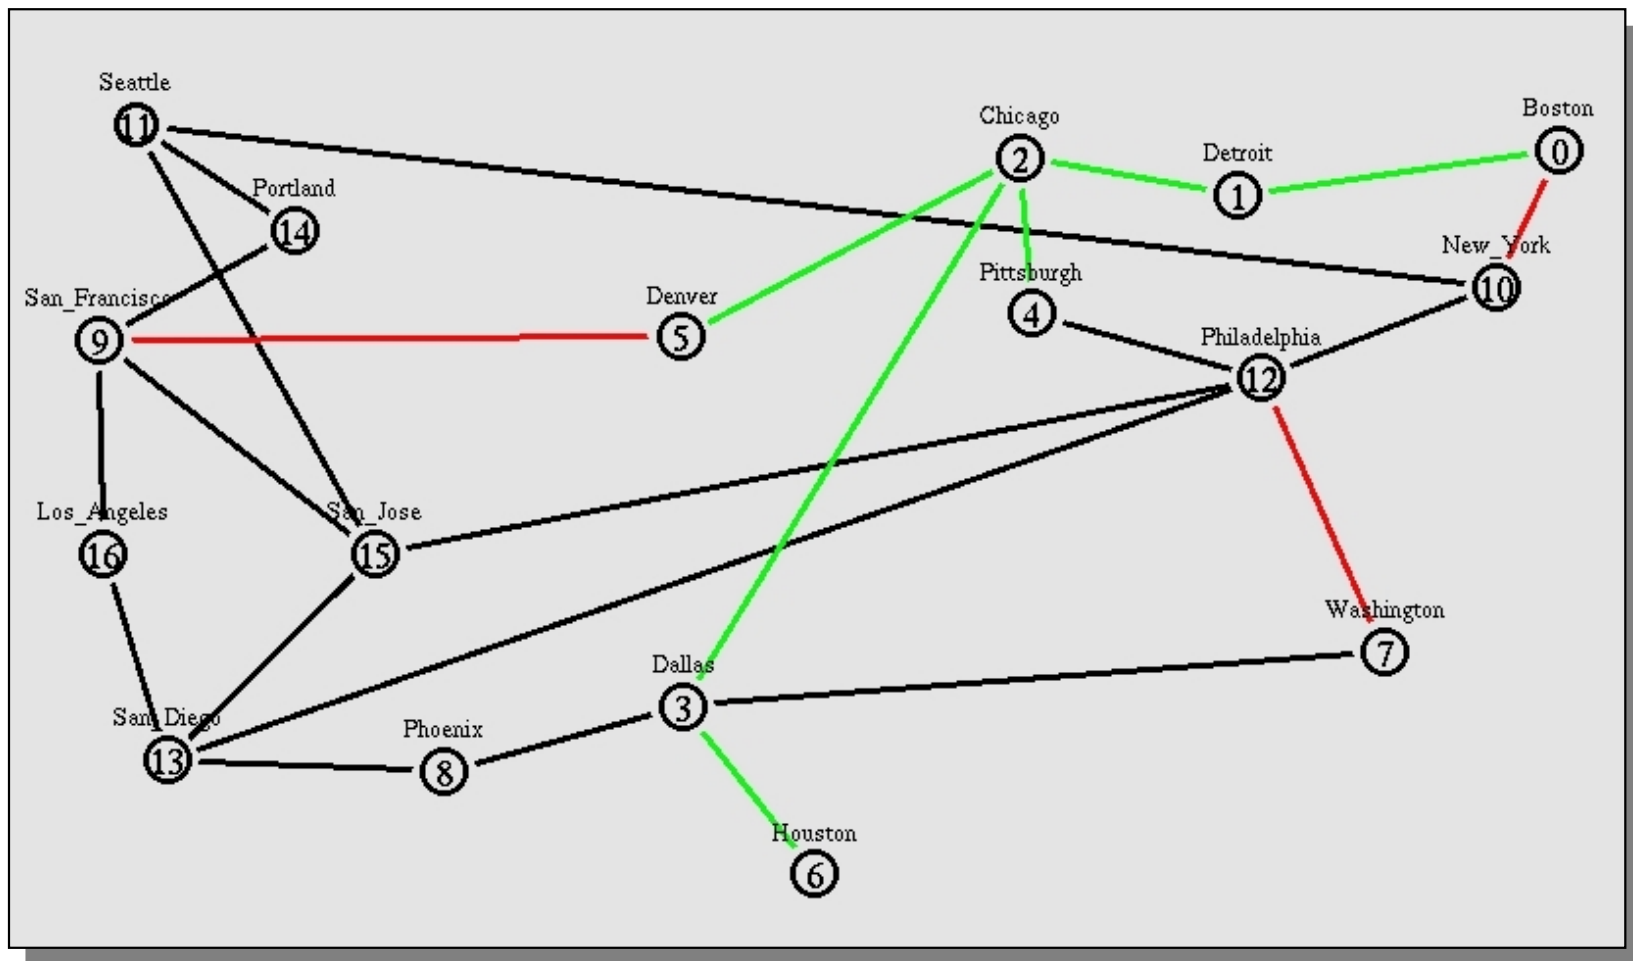 Seattle
11
Portland
14
San_Francisco
9
Denver
5
Chicago
2
Detroit
1
Boston
0
New_York
10
Pittsburgh
4
Philadelphia
12
Los_Angeles
16
San_Jose
15
Washington
7
Dallas
3
San_Diego
13
Phoenix
8
Houston
6